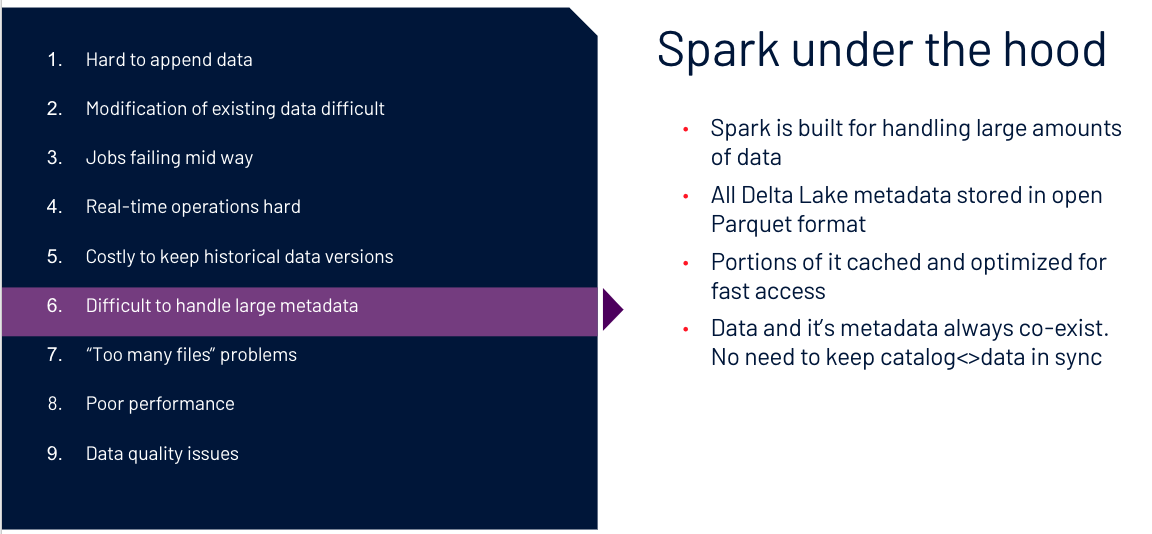 1. Hard to append data
2. Modification of existing data difficult
3. Jobs failing mid way
4. Real-time operations hard
5. Costly to keep historical data versions
6. Difficult to handle large metadata
7. “Too many files” problems
8. Poor performance
9. Data quality issues
Spark under the hood
• Spark is built for handling large amounts
of data
• All Delta Lake metadata stored in open
Parquet format
• Portions of it cached and optimized for
fast access
• Data and it’s metadata always co-exist.
No need to keep catalog<>data in sync